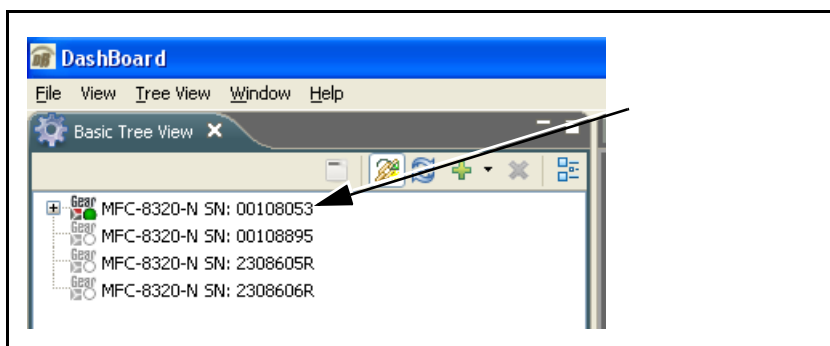 DashBoard
File View Tree View Window Help
Basic Tree View
Gear MFC-8320-N SN: 00108053
Gear MFC-8320-N SN: 00108895
Gear MFC-8320-N SN: 2308605R
Gear MFC-8320-N SN: 2308606R